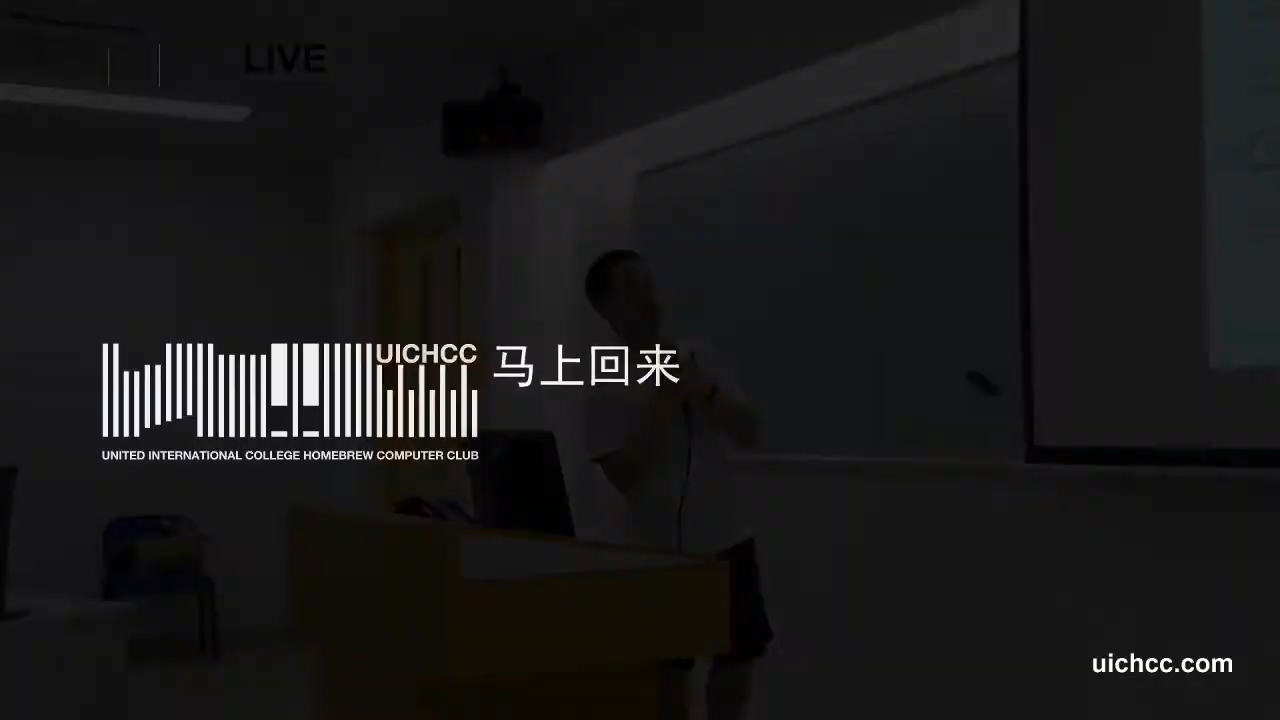 LIVE
UICHCC
马上回来
UNITED INTERNATIONAL COLLEGE HOMEBREW COMPUTER CLUB
uichcc.com